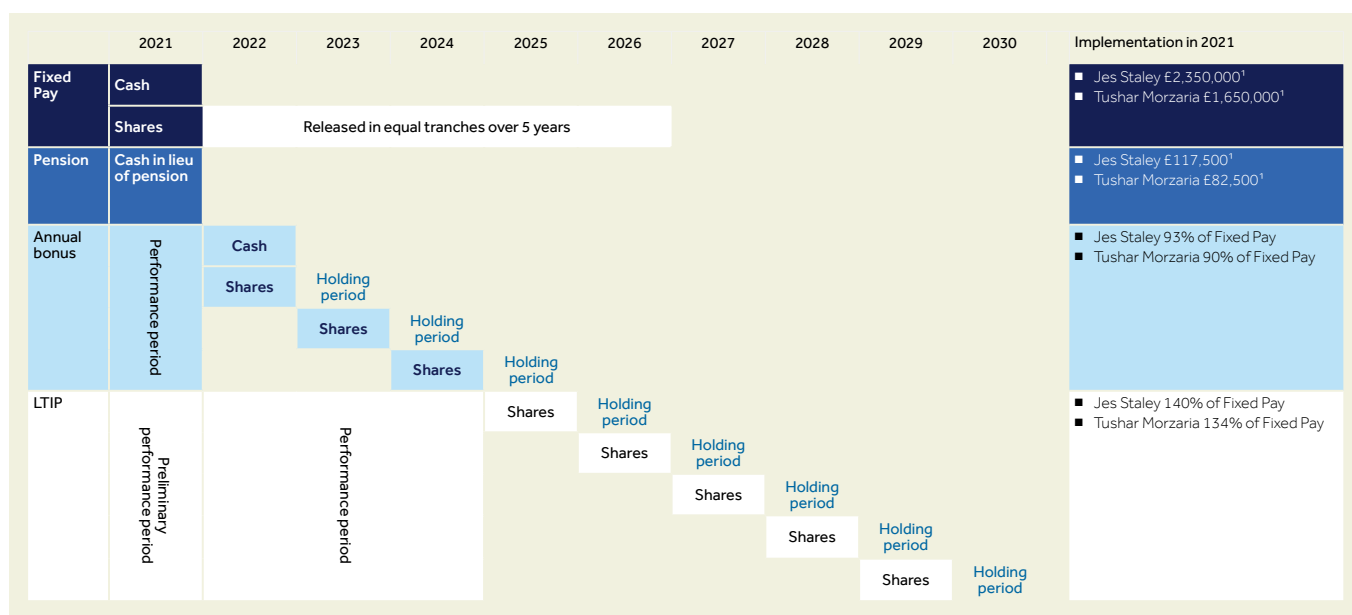 2021 2022 2023 2024 2025 2026 2027 2028 2029 2030 Implementation in 2021
Fixed
Pay
Cash
■ Jes Staley £2,350,000¹
■ Tushar Morzaria £1,650,000¹
Shares
Released in equal tranches over 5 years
Pension
Cash in lieu
of pension
■ Jes Staley £117,500¹
■ Tushar Morzaria £82,500¹
Annual
bonus
Performance period
Cash
Shares
Holding
period
Shares
Holding
period
Shares
Holding
period
■ Jes Staley 93% of Fixed Pay
■ Tushar Morzaria 90% of Fixed Pay
LTIP
Preliminary
performance period
Performance period
Shares
Holding
period
Shares
Holding
period
Shares
Holding
period
Shares
Holding
period
Shares
Holding
period
■ Jes Staley 140% of Fixed Pay
■ Tushar Morzaria 134% of Fixed Pay